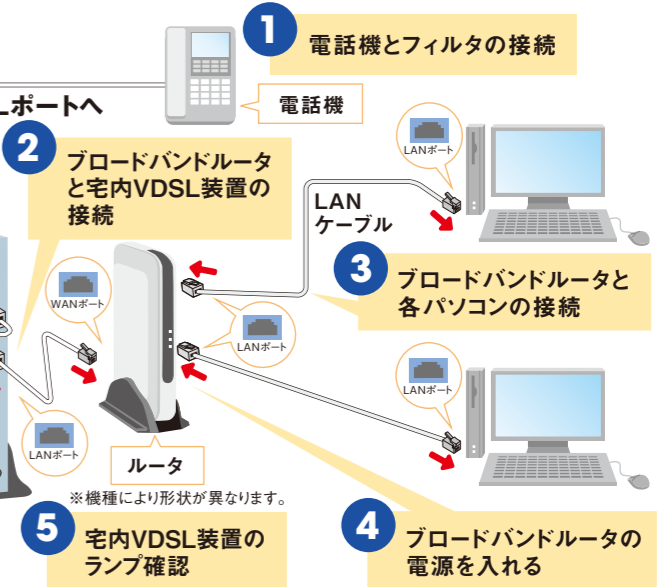 1 電話機とフィルタの接続
電話機
Lポートへ
2 ブロードバンドルータ
と宅内VDSL装置の
接続
LANポート
LAN
ケーブル
3 ブロードバンドルータと
各パソコンの接続
WANポート
LANポート
LANポート
LANポート
ルータ
※機種により形状が異なります。
5 宅内VDSL装置の
ランプ確認
4 ブロードバンドルータの
電源を入れる